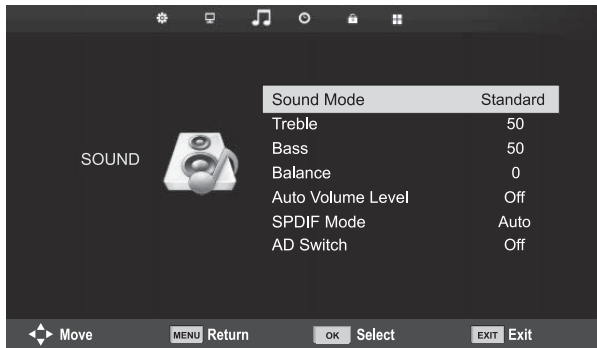 SOUND
Sound Mode Standard
Treble 50
Bass 50
Balance 0
Auto Volume Level Off
SPDIF Mode Auto
AD Switch Off
Move MENU Return OK Select EXIT Exit